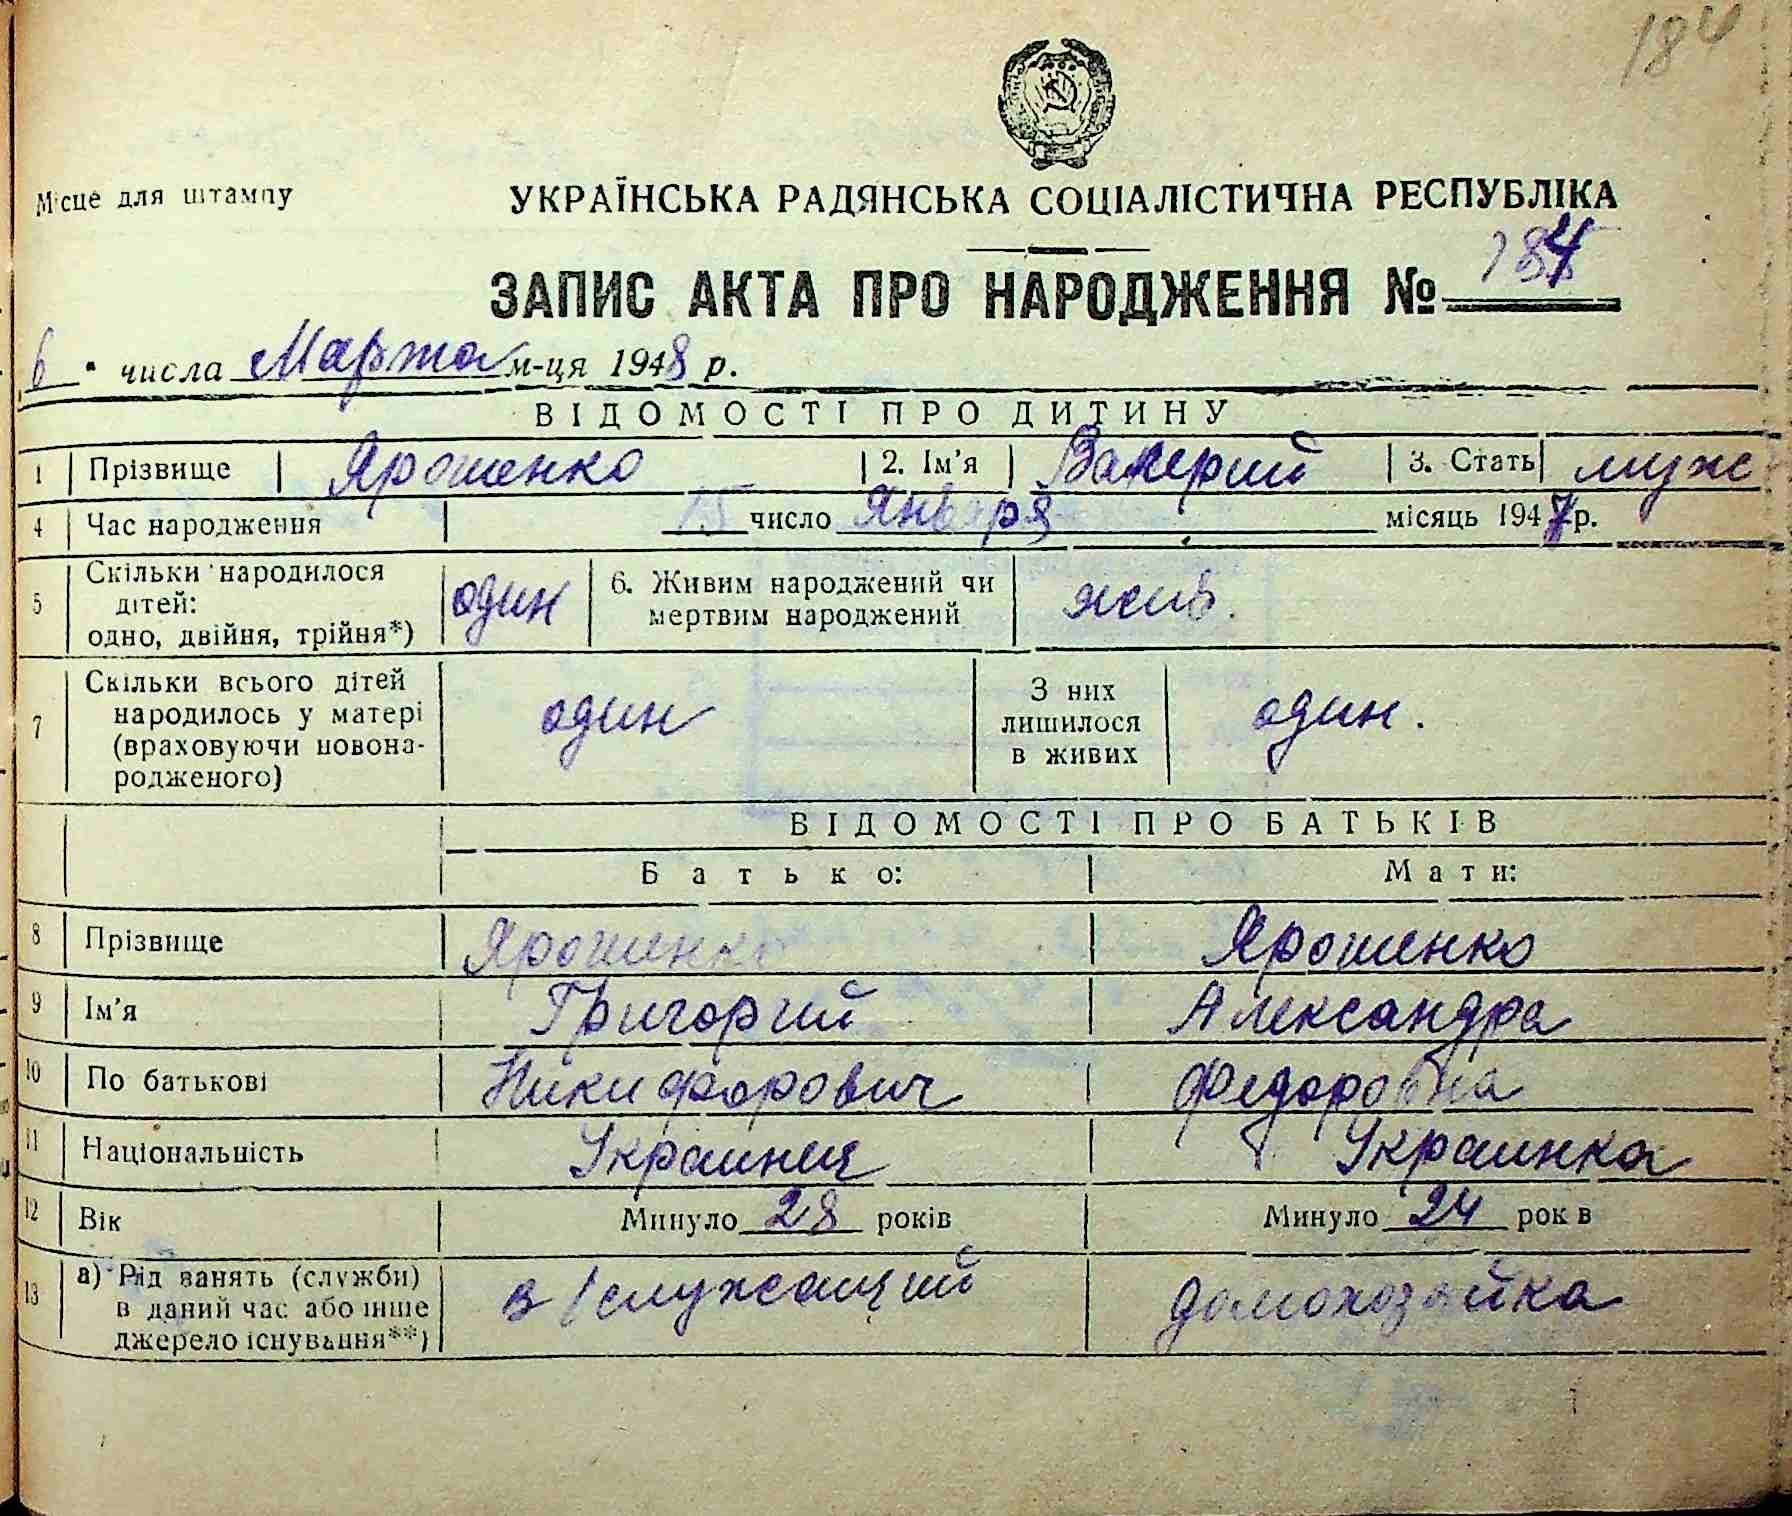 184
Місце для штампу
УКРАЇНСЬКА РАДЯНСЬКА СОЦІАЛІСТИЧНА РЕСПУБЛІКА
ЗАПИС АКТА ПРО НАРОДЖЕННЯ № 184
6 числа Марта м-ця 1948 р.
ВІДОМОСТІ ПРО ДИТИНУ
1 Прізвище Ярошенко 2. Ім'я Валерий 3. Стать муж
4 Час народження 15 число Января місяць 1947 р.
5 Скільки народилося дітей: одно, двійня, трійня*) один 6. Живим народжений чи мертвим народжений жив.
7 Скільки всього дітей народилось у матері (враховуючи новона-родженого) один З них лишилося в живих один.
ВІДОМОСТІ ПРО БАТЬКІВ
Батько: Мати:
8 Прізвище Ярошенко Ярошенко
9 Ім'я Григорий Александра
10 По батькові Никифорович Федоровна
11 Національність Украинец Украинка
12 Вік Минуло 28 років Минуло 24 рок в
13 а) Рід занять (служби) в даний час або інше джерело існування**) в/служащий домохозяйка